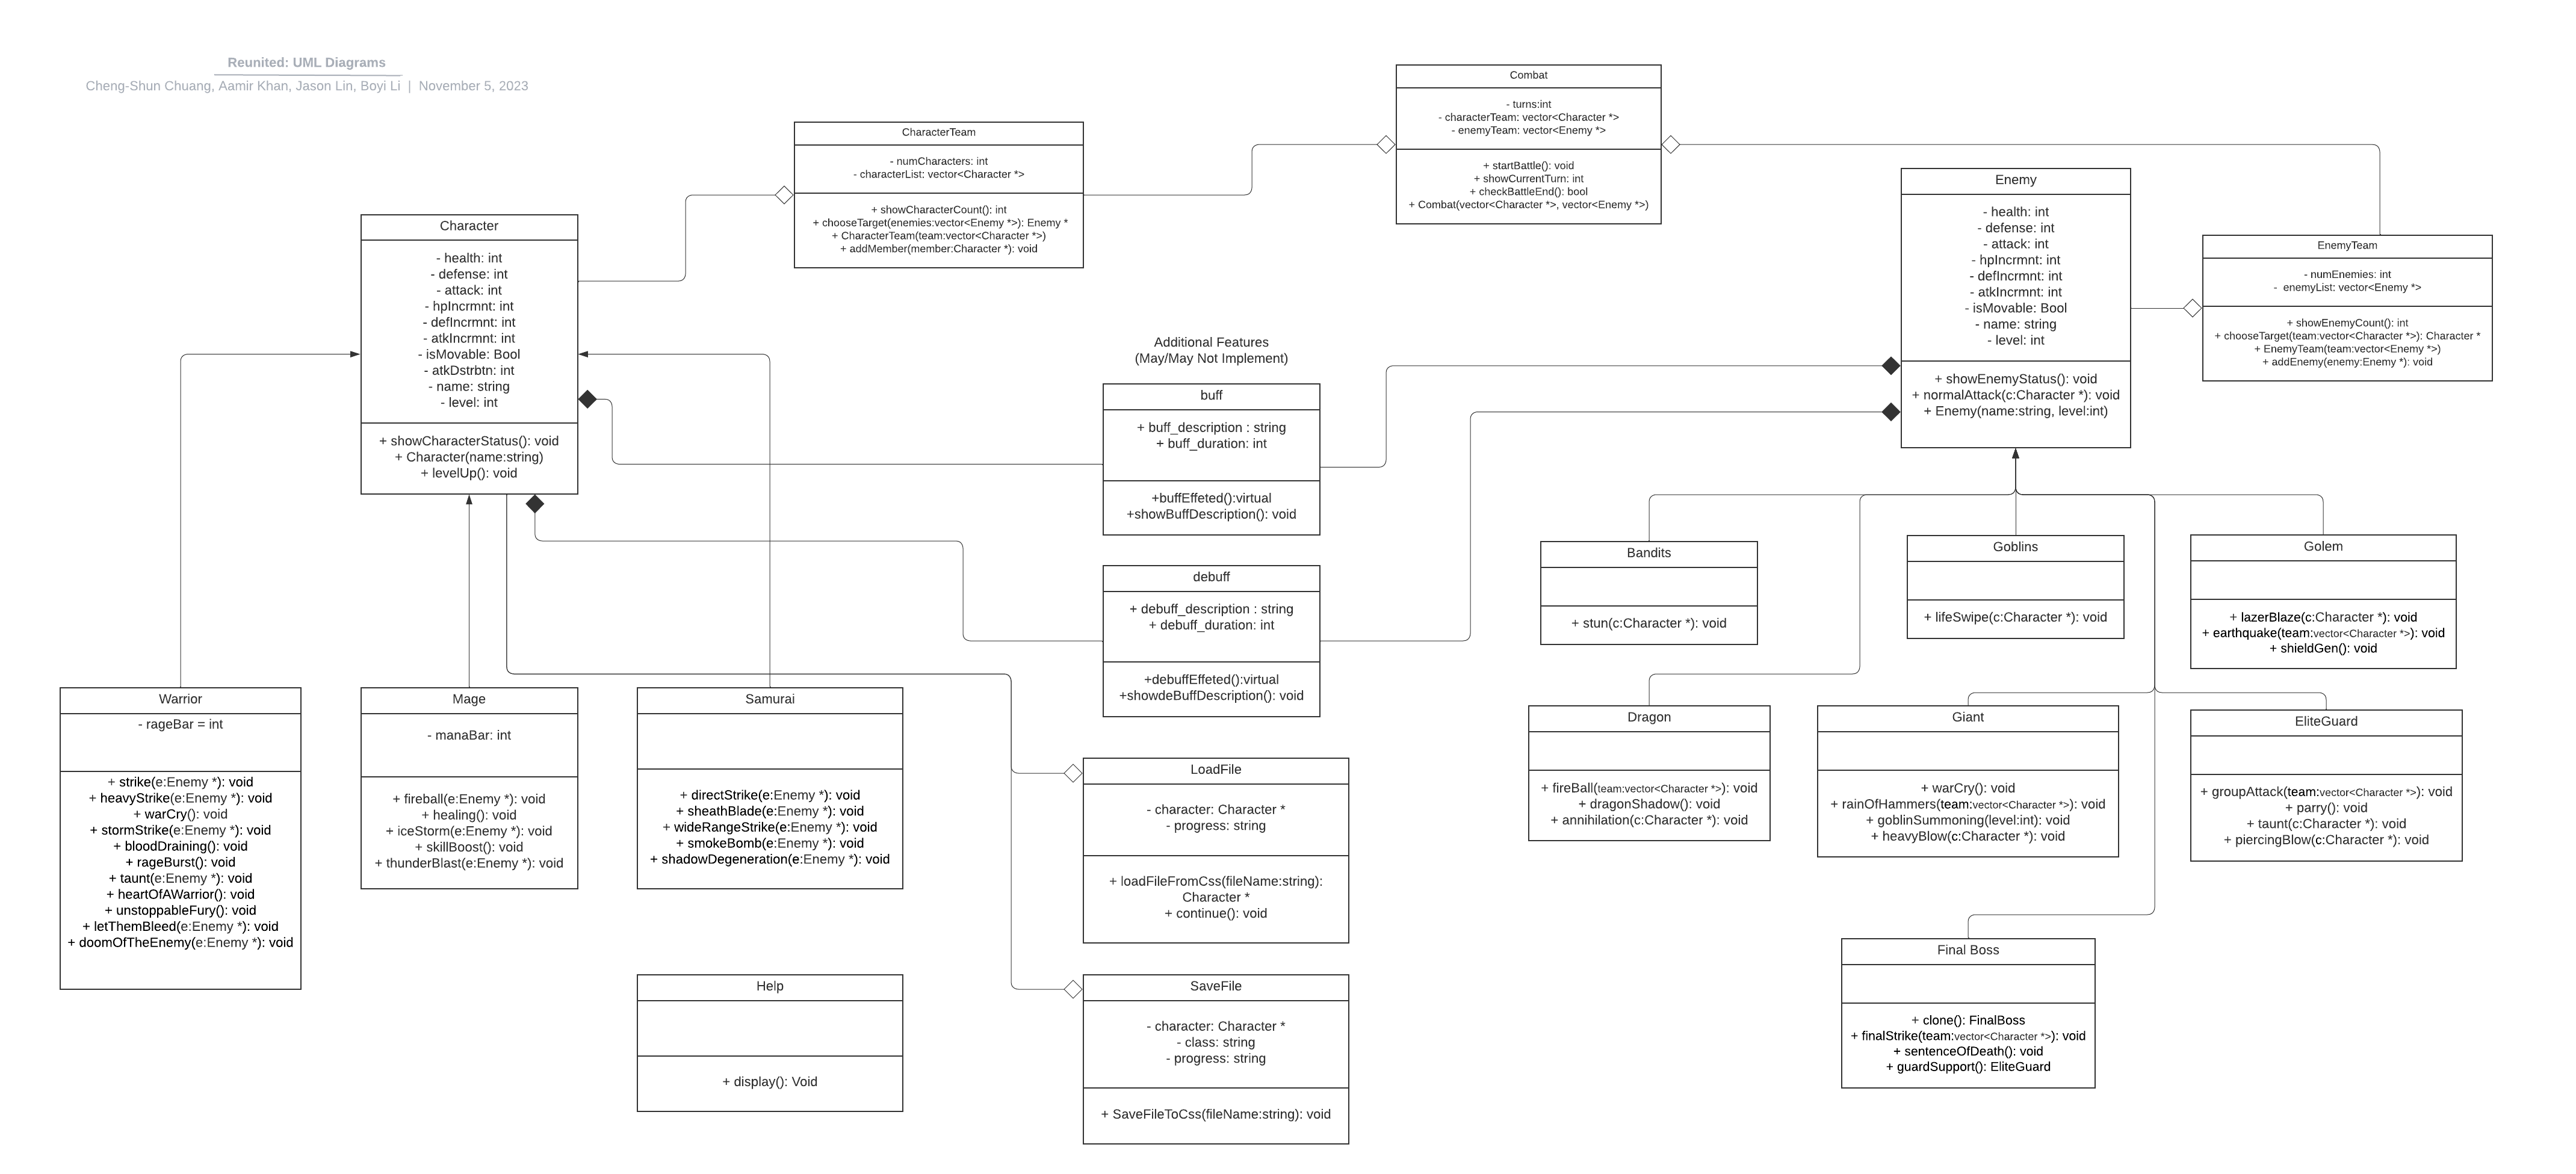 Reunited: UML Diagrams
Cheng-Shun Chuang, Aamir Khan, Jason Lin, Boyi Li | November 5, 2023
Combat
- turns:int
- characterTeam: vector<Character *>
- enemyTeam: vector<Enemy *>
+ startBattle(): void
+ showCurrentTurn: int
+ checkBattleEnd(): bool
+ Combat(vector<Character *>, vector<Enemy *>)
CharacterTeam
- numCharacters: int
- characterList: vector<Character *>
+ showCharacterCount(): int
+ chooseTarget(enemies:vector<Enemy *>): Enemy *
+ CharacterTeam(team:vector<Character *>)
+ addMember(member:Character *): void
Character
- health: int
- defense: int
- attack: int
- hpIncrmnt: int
- defIncrmnt: int
- atkIncrmnt: int
- isMovable: Bool
- atkDstrbtn: int
- name: string
- level: int
+ showCharacterStatus(): void
+ Character(name:string)
+ levelUp(): void
Enemy
- health: int
- defense: int
- attack: int
- hpIncrmnt: int
- defIncrmnt: int
- atkIncrmnt: int
- isMovable: Bool
- name: string
- level: int
+ showEnemyStatus(): void
+ normalAttack(c:Character *): void
+ Enemy(name:string, level:int)
EnemyTeam
- numEnemies: int
- enemyList: vector<Enemy *>
+ showEnemyCount(): int
+ chooseTarget(team:vector<Character *>): Character *
+ EnemyTeam(team:vector<Enemy *>)
+ addEnemy(enemy:Enemy *): void
Additional Features
(May/May Not Implement)
buff
+ buff_description : string
+ buff_duration: int
+buffEffeted():virtual
+showBuffDescription(): void
debuff
+ debuff_description : string
+ debuff_duration: int
+debuffEffeted():virtual
+showdeBuffDescription(): void
Bandits
+ stun(c:Character *): void
Goblins
+ lifeSwipe(c:Character *): void
Golem
+ lazerBlaze(c:Character *): void
+ earthquake(team:vector<Character *>): void
+ shieldGen(): void
Warrior
- rageBar = int
+ strike(e:Enemy *): void
+ heavyStrike(e:Enemy *): void
+ warCry(): void
+ stormStrike(e:Enemy *): void
+ bloodDraining(): void
+ rageBurst(): void
+ taunt(e:Enemy *): void
+ heartOfAWarrior(): void
+ unstoppableFury(): void
+ letThemBleed(e:Enemy *): void
+ doomOfTheEnemy(e:Enemy *): void
Mage
- manaBar: int
+ fireball(e:Enemy *): void
+ healing(): void
+ iceStorm(e:Enemy *): void
+ skillBoost(): void
+ thunderBlast(e:Enemy *): void
Samurai
+ directStrike(e:Enemy *): void
+ sheathBlade(e:Enemy *): void
+ wideRangeStrike(e:Enemy *): void
+ smokeBomb(e:Enemy *): void
+ shadowDegeneration(e:Enemy *): void
LoadFile
- character: Character *
- progress: string
+ loadFileFromCss(fileName:string):
Character *
+ continue(): void
Dragon
+ fireBall(team:vector<Character *>): void
+ dragonShadow(): void
+ annihilation(c:Character *): void
Giant
+ warCry(): void
+ rainOfHammers(team:vector<Character *>): void
+ goblinSummoning(level:int): void
+ heavyBlow(c:Character *): void
EliteGuard
+ groupAttack(team:vector<Character *>): void
+ parry(): void
+ taunt(c:Character *): void
+ piercingBlow(c:Character *): void
Help
+ display(): Void
SaveFile
- character: Character *
- class: string
- progress: string
+ SaveFileToCss(fileName:string): void
Final Boss
+ clone(): FinalBoss
+ finalStrike(team:vector<Character *>): void
+ sentenceOfDeath(): void
+ guardSupport(): EliteGuard